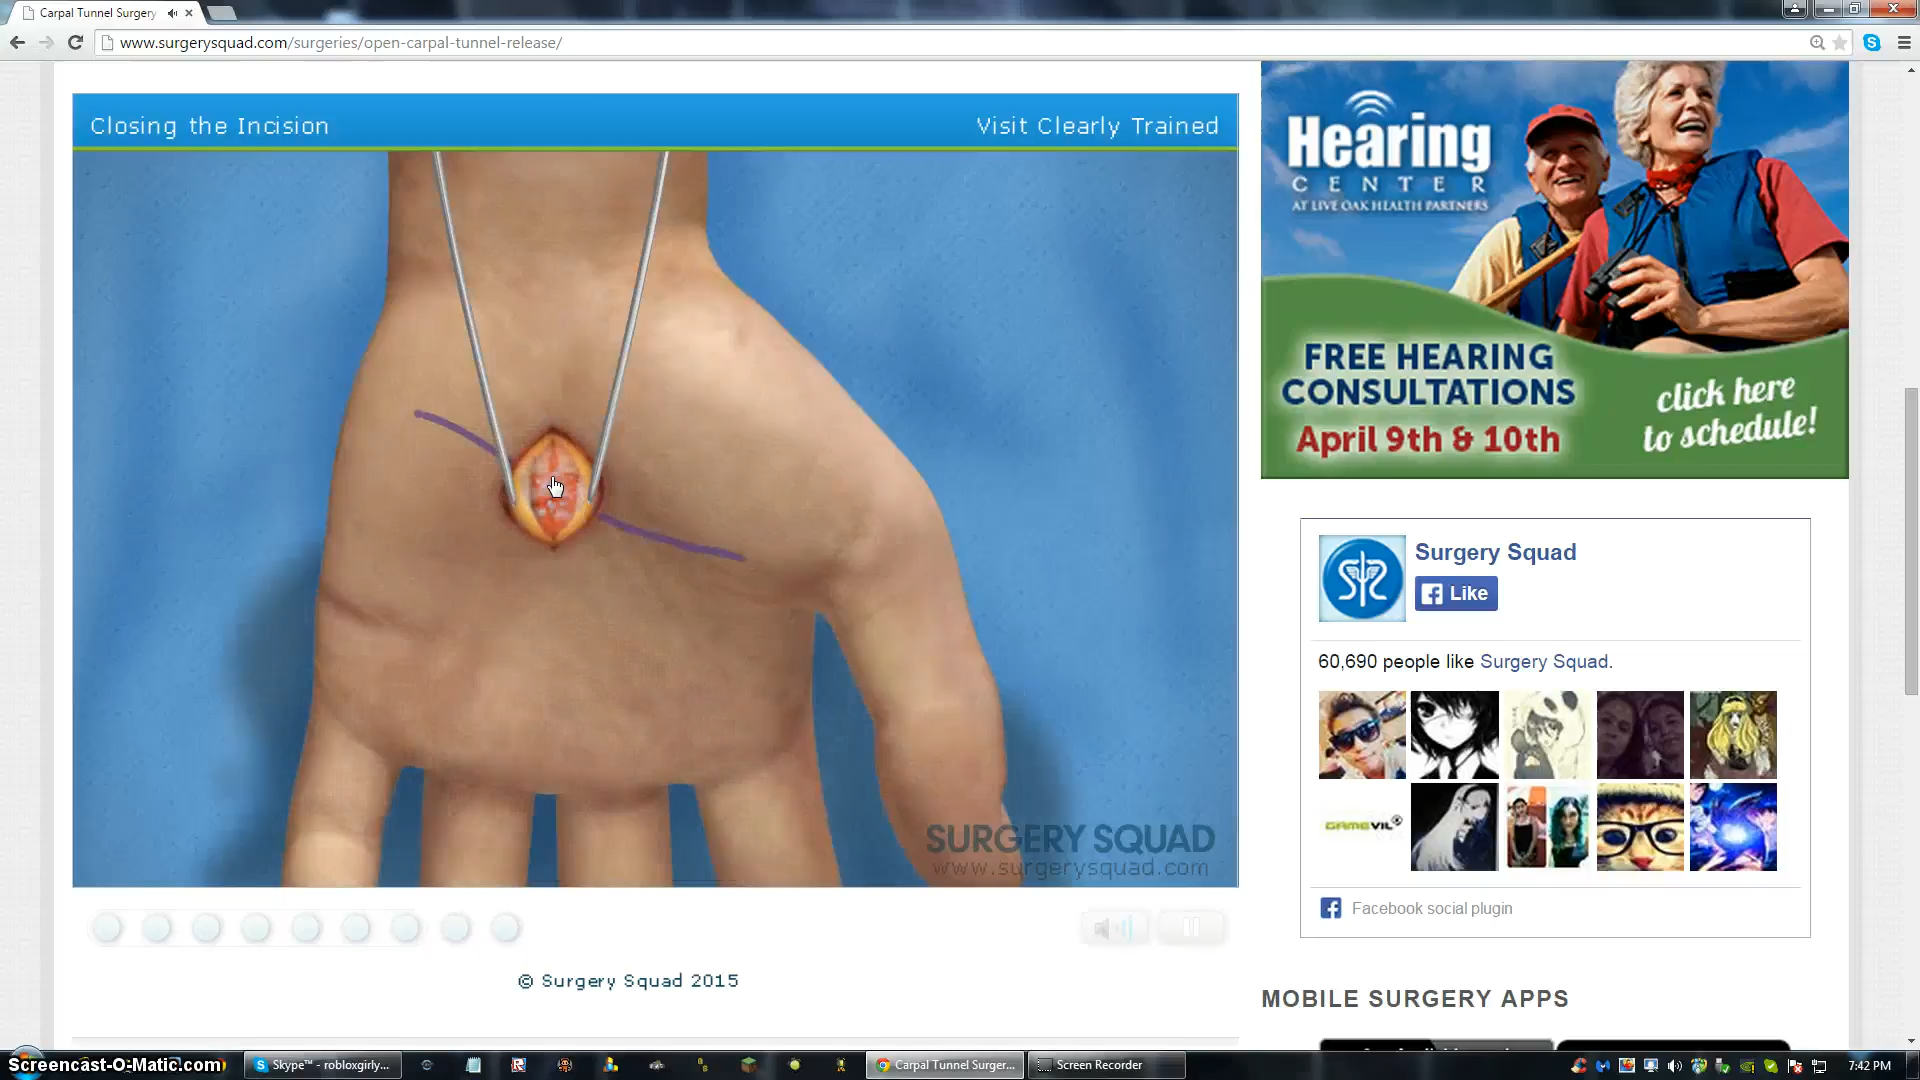 Carpal Tunnel Surgery
www.surgerysquad.com/surgeries/open-carpal-tunnel-release/
Closing the Incision
Visit Clearly Trained
SURGERY SQUAD
www.surgerysquad.com
© Surgery Squad 2015
Hearing
CENTER
AT LIVE OAK HEALTH PARTNERS
FREE HEARING
CONSULTATIONS
April 9th & 10th
click here
to schedule!
Surgery Squad
Like
60,690 people like Surgery Squad.
GAMEVIL
Facebook social plugin
MOBILE SURGERY APPS
Screencast-O-Matic.com
Skype™ - robloxgirly...
Carpal Tunnel Surger...
Screen Recorder
7:42 PM